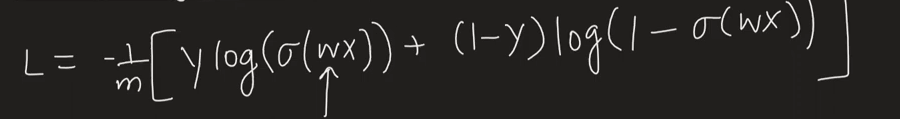 L = -1/m [ y log(σ(wx)) + (1-y) log(1 - σ(wx)) ]